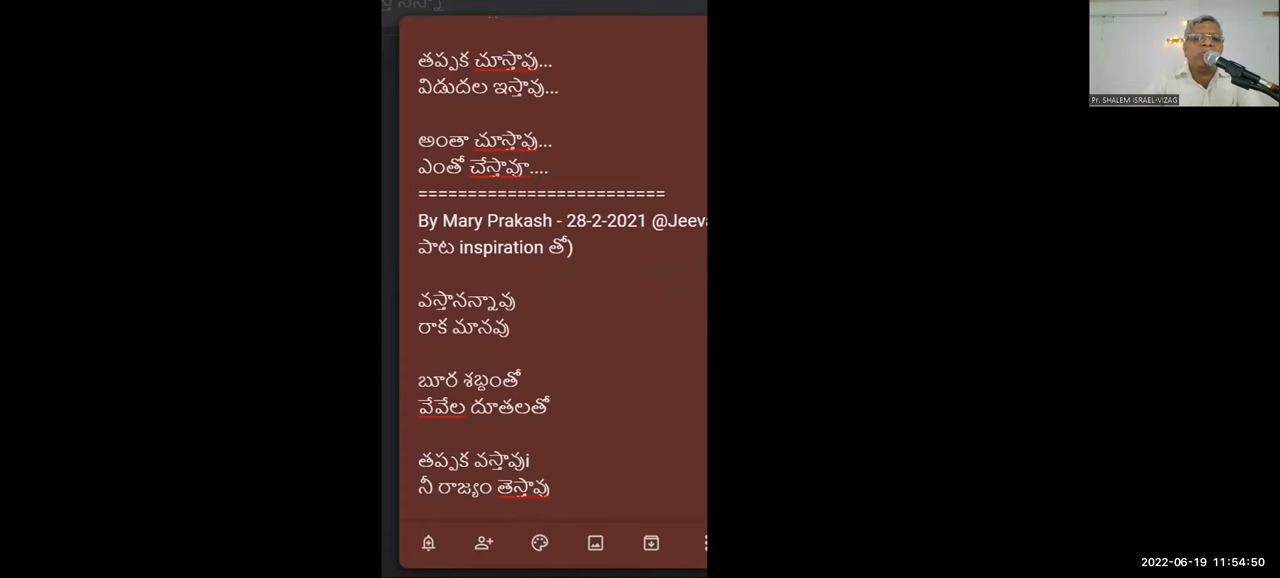 తప్పక చూస్తావు...
విడుదల ఇస్తావు...
అంతా చూస్తావు...
ఎంతో చేస్తావూ....
=========================
By Mary Prakash - 28-2-2021 @Jeeva
పాట inspiration తో)
వస్తానన్నావు
రాక మానవు
బూర శబ్దంతో
వేవేల దూతలతో
తప్పక వస్తావుi
నీ రాజ్యం తెస్తావు
Pr. SHALEM ISRAEL-VIZAG
2022-06-19 11:54:50